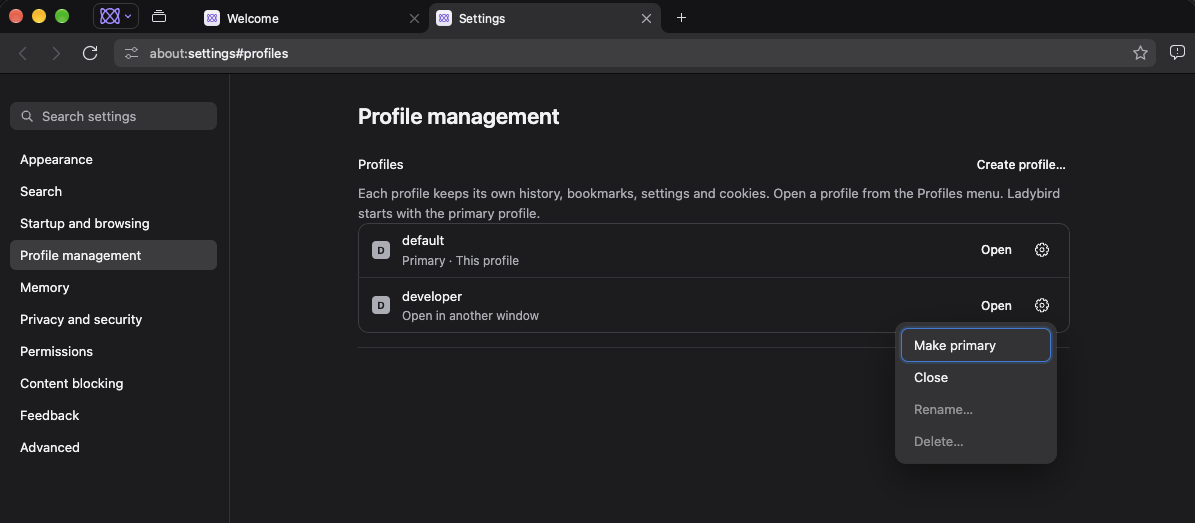 Welcome
Settings
about:settings#profiles
Search settings
Appearance
Search
Startup and browsing
Profile management
Memory
Privacy and security
Permissions
Content blocking
Feedback
Advanced
Profile management
Profiles
Create profile...
Each profile keeps its own history, bookmarks, settings and cookies. Open a profile from the Profiles menu. Ladybird
starts with the primary profile.
D
default
Primary · This profile
Open
D
developer
Open in another window
Open
Make primary
Close
Rename...
Delete...